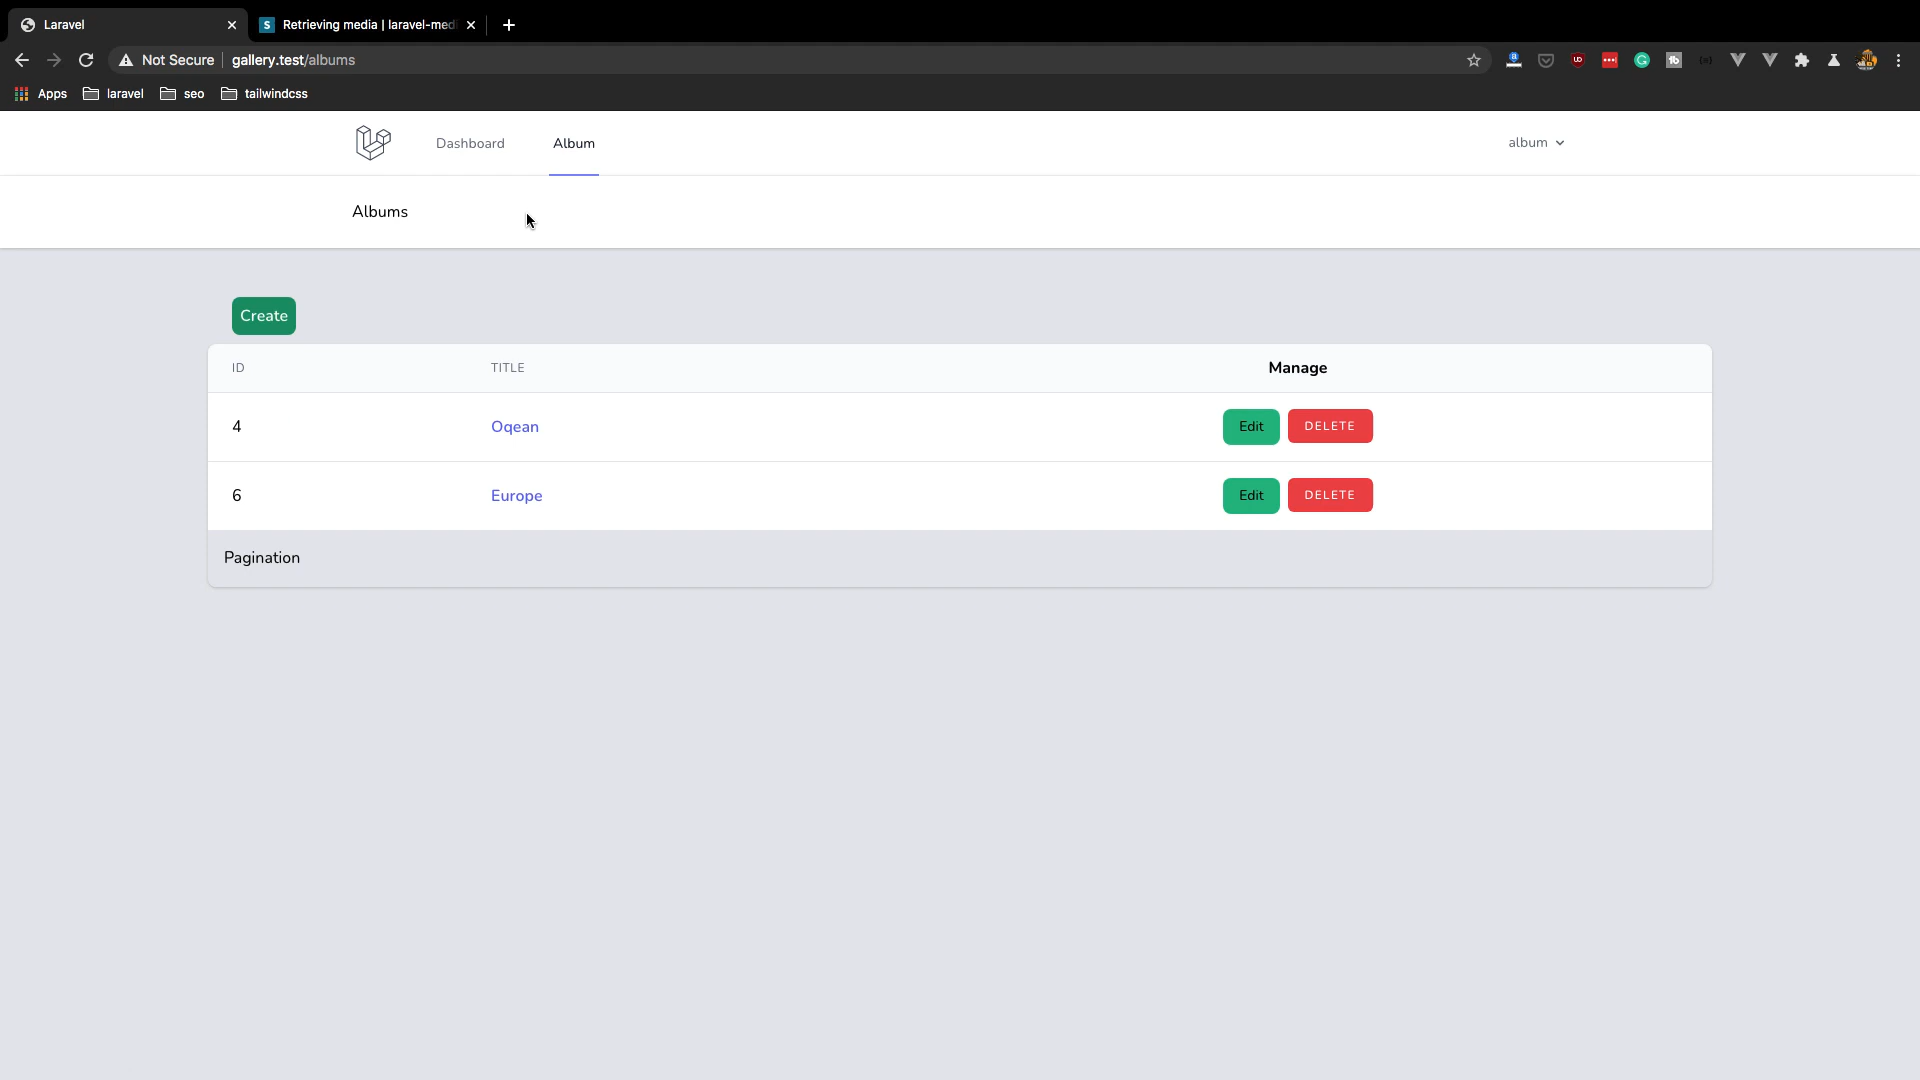 Laravel
Retrieving media | laravel-med
Not Secure gallery.test/albums
Apps laravel seo tailwindcss
Dashboard Album album
Albums
Create
ID TITLE Manage
4 Oqean Edit DELETE
6 Europe Edit DELETE
Pagination